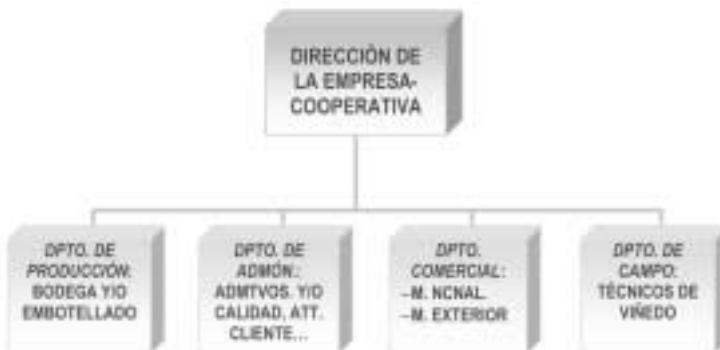 DIRECCIÓN DE
LA EMPRESA-
COOPERATIVA
DPTO. DE
PRODUCCIÓN:
BODEGA Y/O
EMBOTELLADO
DPTO. DE
ADMÓN.:
ADMTVOS. Y/O
CALIDAD, ATT.
CLIENTE...
DPTO.
COMERCIAL:
–M. NCNAL.
–M. EXTERIOR
DPTO. DE
CAMPO:
TÉCNICOS DE
VIÑEDO